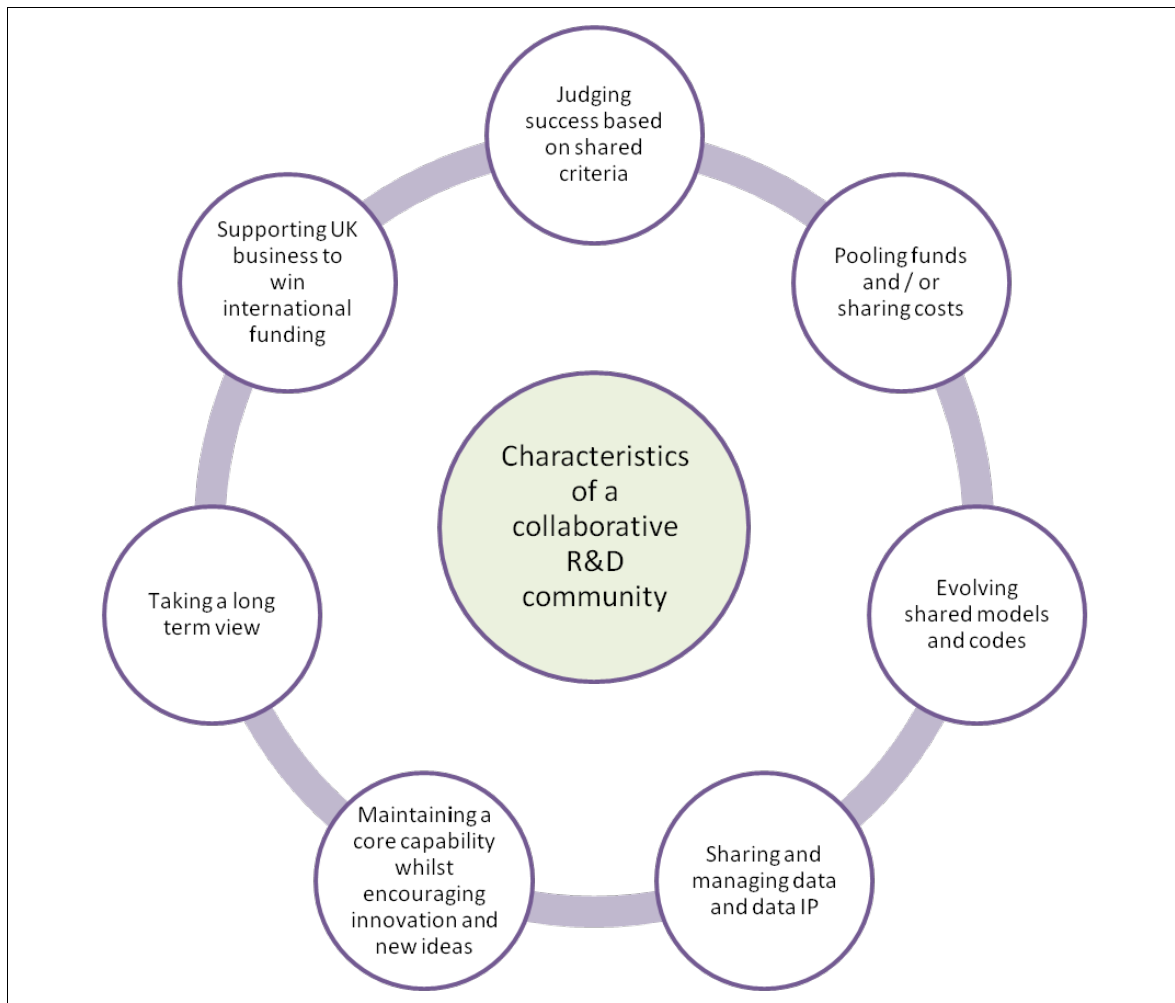 Judging
success based
on shared
criteria
Supporting UK
business to
win
international
funding
Pooling funds
and / or
sharing costs
Characteristics
of a
collaborative
R&D
community
Taking a long
term view
Evolving
shared models
and codes
Maintaining a
core capability
whilst
encouraging
innovation and
new ideas
Sharing and
managing data
and data IP